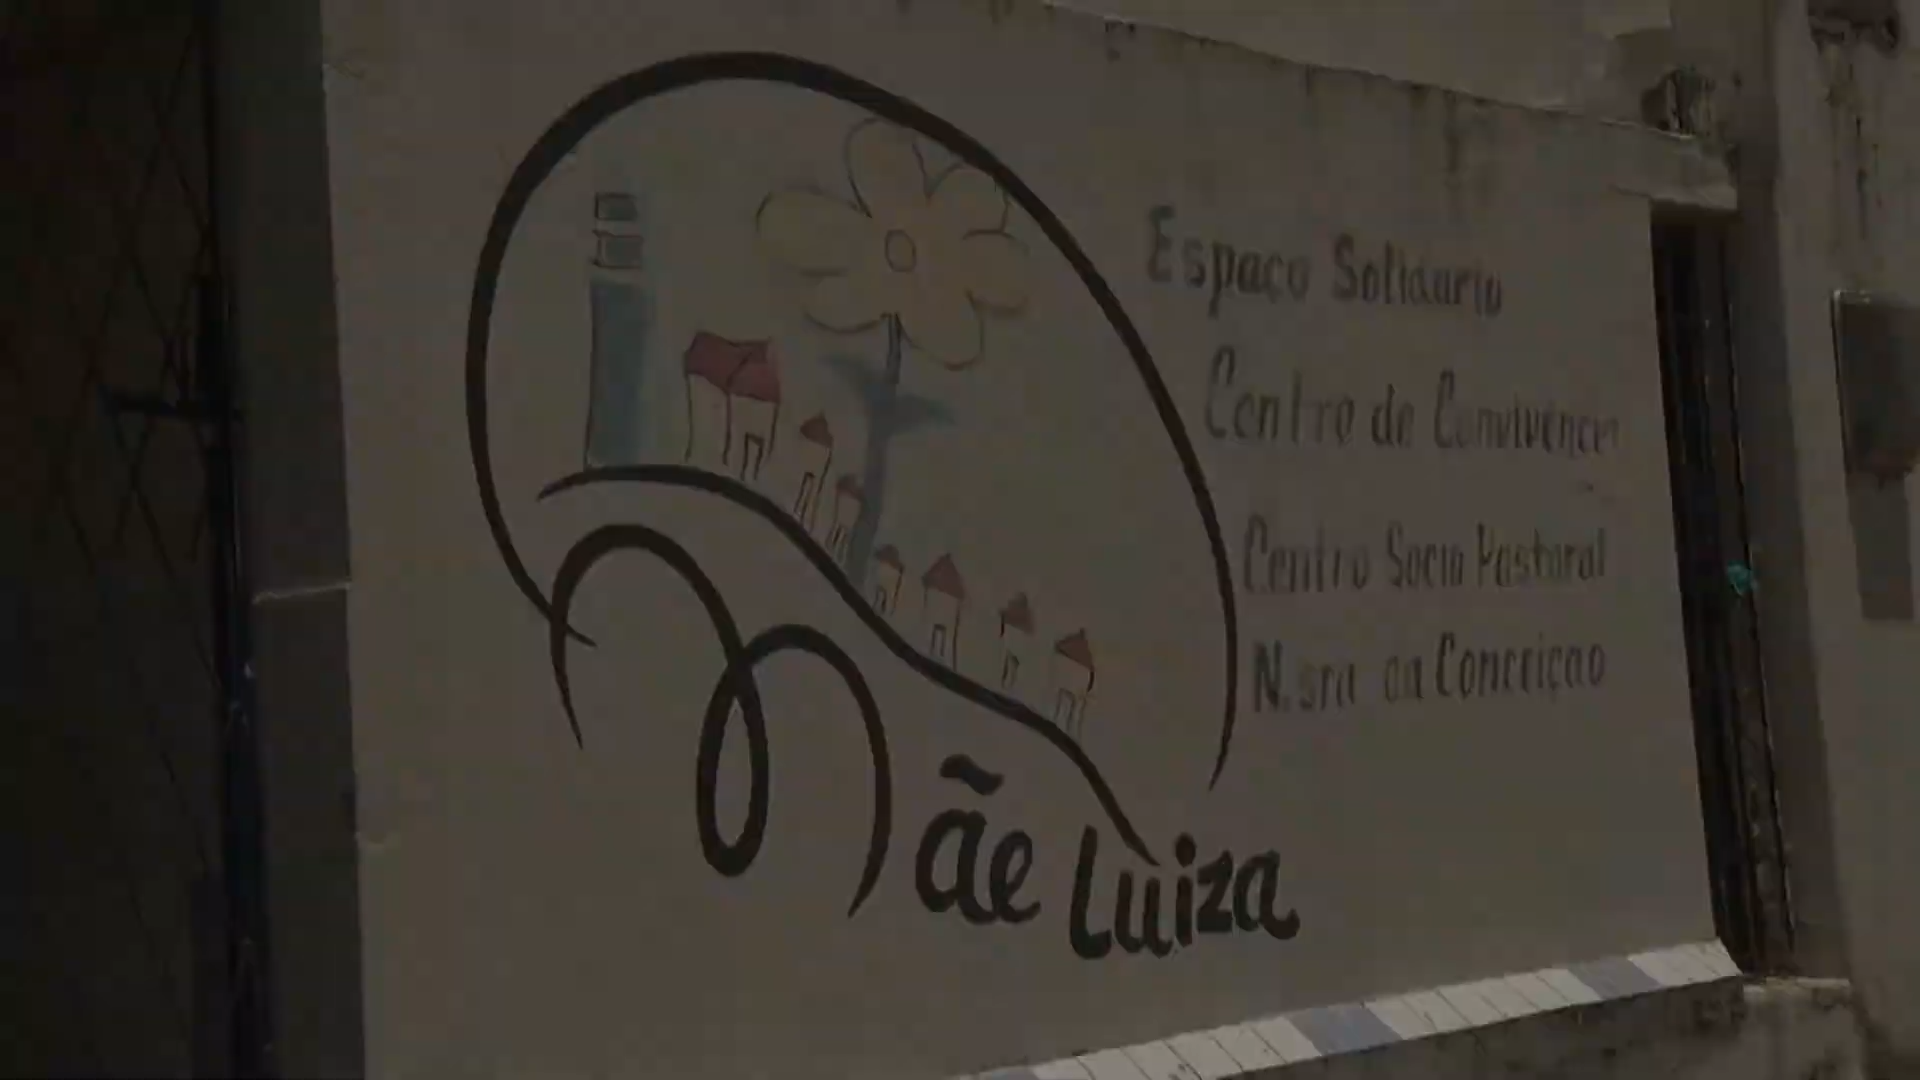 Espaço Solidário
Centro de Convivência
Centro Socio Pastoral
N. sra da Conceição
Mãe Luiza